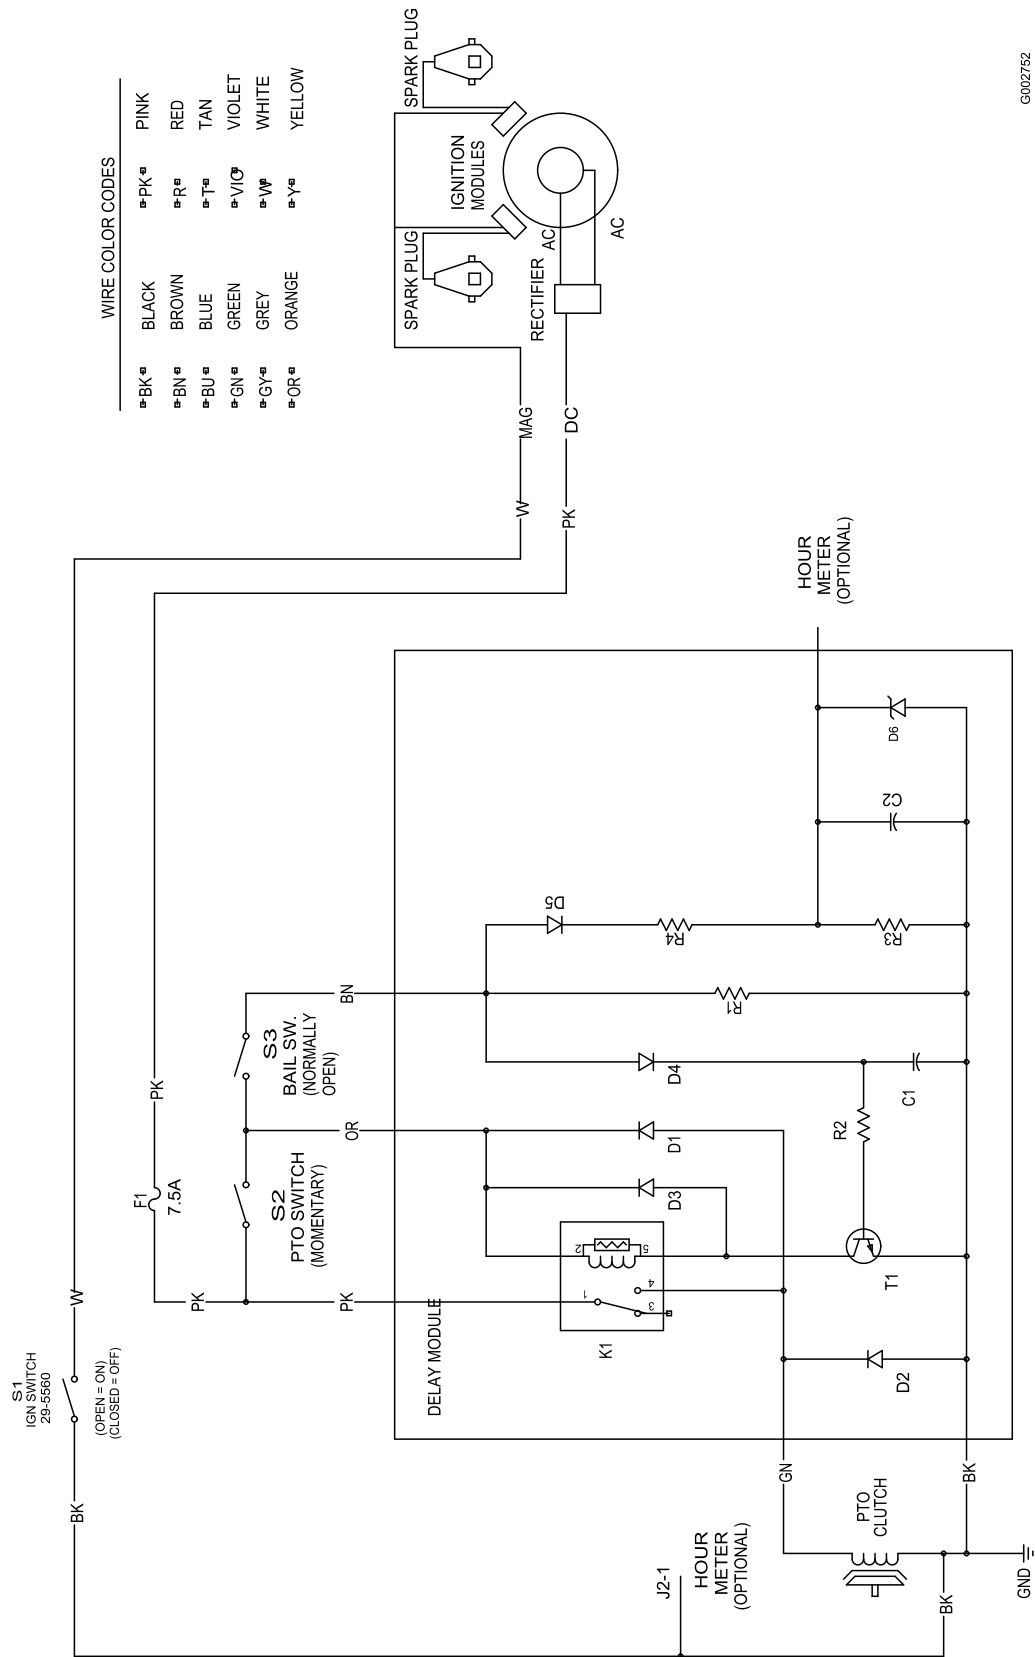 WIRE COLOR CODES
BK BLACK PK PINK
BN BROWN R RED
BU BLUE T TAN
GN GREEN VIO VIOLET
GY GREY W WHITE
OR ORANGE Y YELLOW
SPARK PLUG
SPARK PLUG
IGNITION
MODULES
AC
AC
RECTIFIER
MAG
DC
W
PK
G002752
HOUR
METER
(OPTIONAL)
PK
F1
7.5A
W
S1
IGN SWITCH
29-5560
(OPEN = ON)
(CLOSED = OFF)
BK
S3
BAIL SW.
(NORMALLY
OPEN)
BN
S2
PTO SWITCH
(MOMENTARY)
OR
PK
PK
DELAY MODULE
K1
1
2
3
4
5
D3
D1
D4
R1
D5
R4
R3
C2
D6
C1
R2
T1
D2
GN
BK
PTO
CLUTCH
J2-1
HOUR
METER
(OPTIONAL)
BK
GND